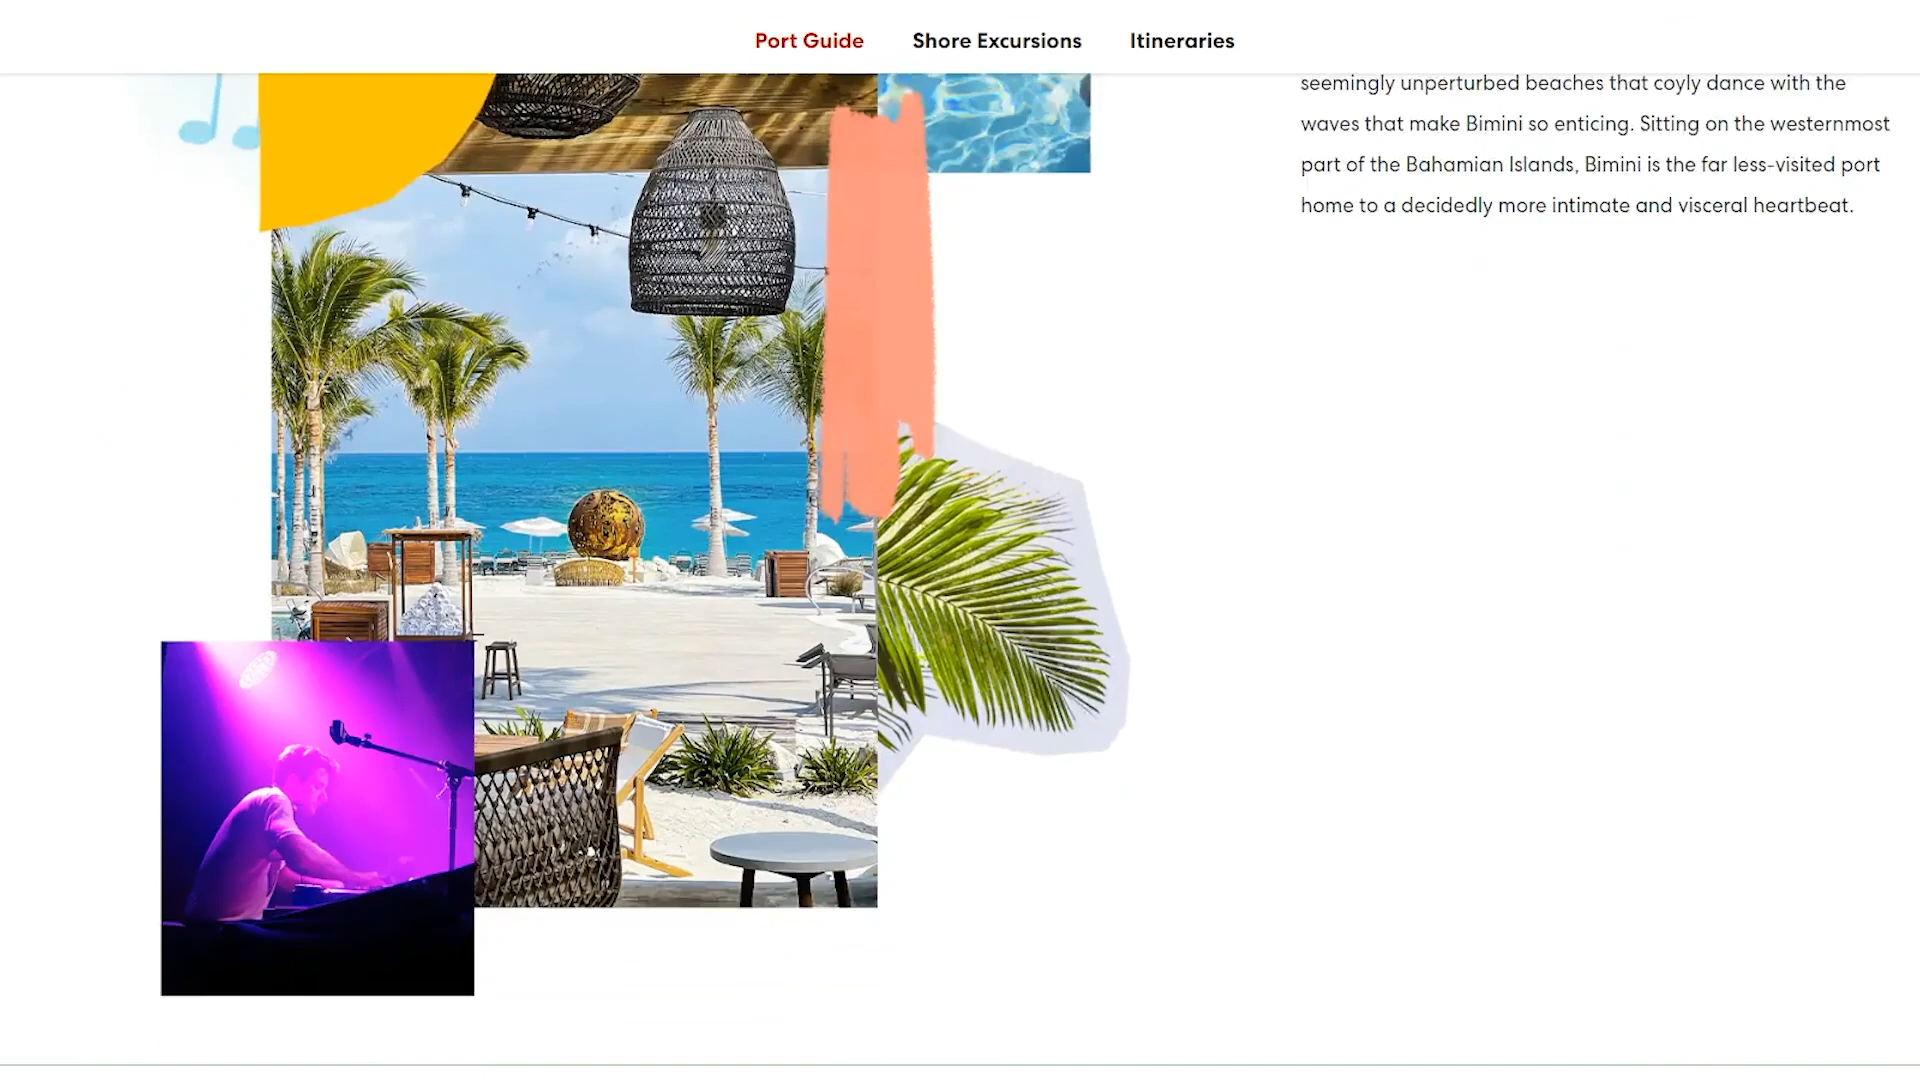 Port Guide Shore Excursions Itineraries
seemingly unperturbed beaches that coyly dance with the
waves that make Bimini so enticing. Sitting on the westernmost
part of the Bahamian Islands, Bimini is the far less-visited port
home to a decidedly more intimate and visceral heartbeat.